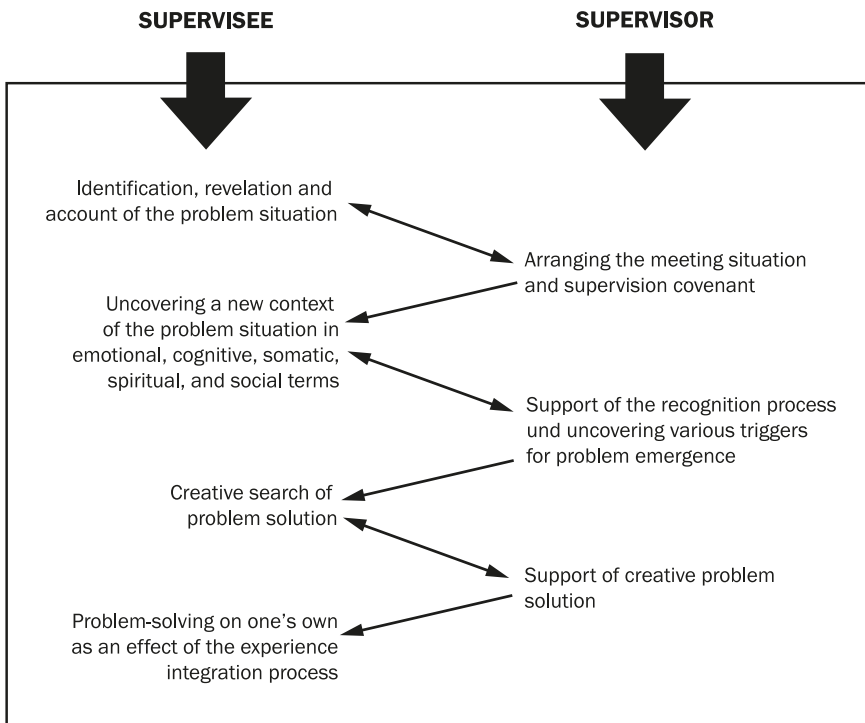 SUPERVISEE
SUPERVISOR
Identification, revelation and
account of the problem situation
Arranging the meeting situation
and supervision covenant
Uncovering a new context
of the problem situation in
emotional, cognitive, somatic,
spiritual, and social terms
Support of the recognition process
und uncovering various triggers
for problem emergence
Creative search of
problem solution
Support of creative problem
solution
Problem-solving on one's own
as an effect of the experience
integration process